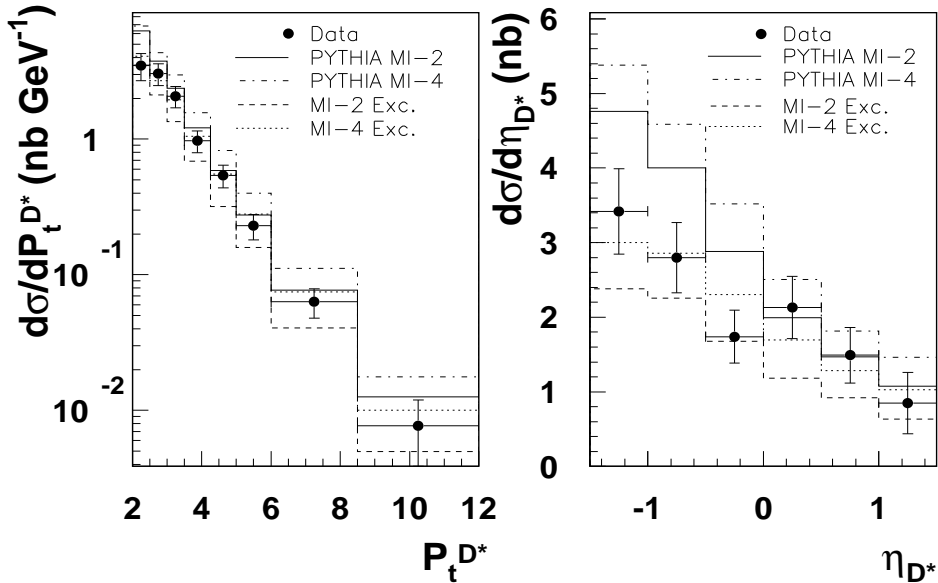 dσ/dP_t^D* (nb GeV^-1)
1
10^-1
10^-2
Data
PYTHIA MI-2
PYTHIA MI-4
MI-2 Exc.
MI-4 Exc.
2 4 6 8 10 12
P_t^D*
dσ/dη_D* (nb)
6
5
4
3
2
1
0
Data
PYTHIA MI-2
PYTHIA MI-4
MI-2 Exc.
MI-4 Exc.
-1 0 1
η_D*